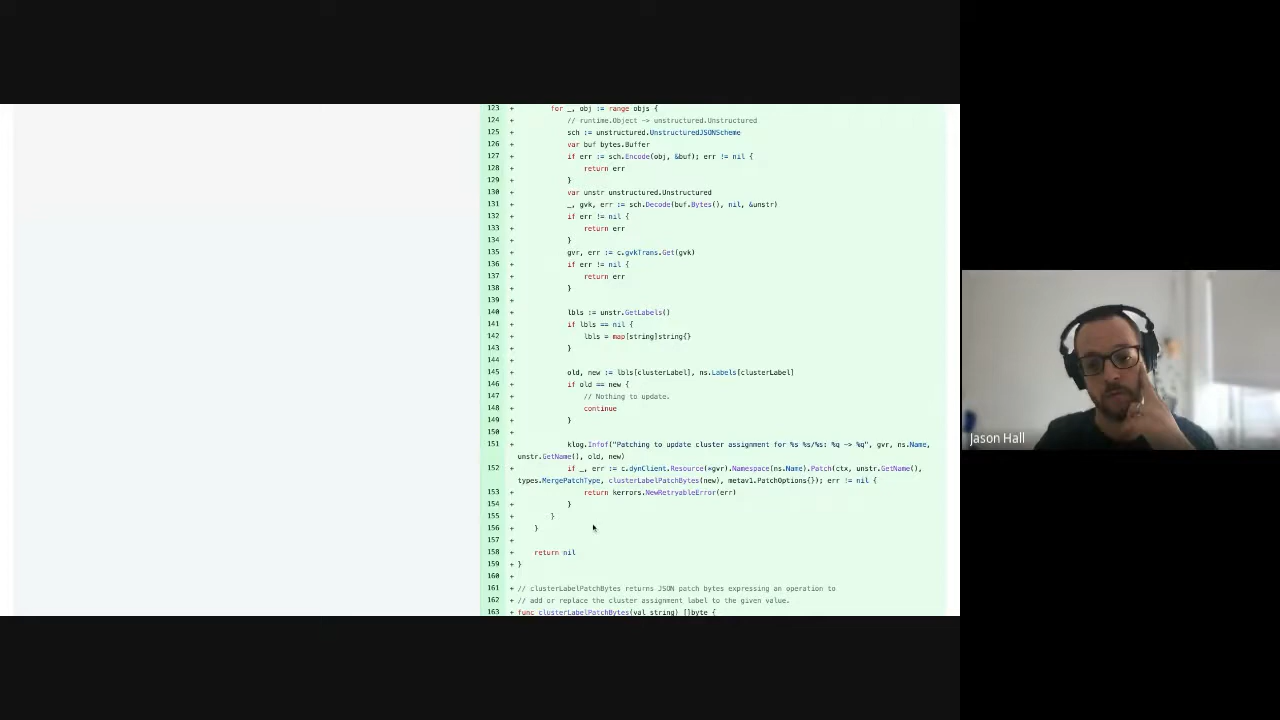 123 + for _, obj := range objs {
124 + // runtime.Object -> unstructured.Unstructured
125 + sch := unstructured.UnstructuredJSONScheme
126 + var buf bytes.Buffer
127 + if err := sch.Encode(obj, &buf); err != nil {
128 + return err
129 + }
130 + var unstr unstructured.Unstructured
131 + _, gvk, err := sch.Decode(buf.Bytes(), nil, &unstr)
132 + if err != nil {
133 + return err
134 + }
135 + gvr, err := c.gvkTrans.Get(gvk)
136 + if err != nil {
137 + return err
138 + }
139 +
140 + lbls := unstr.GetLabels()
141 + if lbls == nil {
142 + lbls = map[string]string{}
143 + }
144 +
145 + old, new := lbls[clusterLabel], ns.Labels[clusterLabel]
146 + if old == new {
147 + // Nothing to update.
148 + continue
149 + }
150 +
151 + klog.Infof("Patching to update cluster assignment for %s %s/%s: %q -> %q", gvr, ns.Name,
unstr.GetName(), old, new)
152 + if _, err := c.dynClient.Resource(*gvr).Namespace(ns.Name).Patch(ctx, unstr.GetName(),
types.MergePatchType, clusterLabelPatchBytes(new), metav1.PatchOptions{}); err != nil {
153 + return kerrors.NewRetryableError(err)
154 + }
155 + }
156 + }
157 +
158 + return nil
159 + }
160 +
161 + // clusterLabelPatchBytes returns JSON patch bytes expressing an operation to
162 + // add or replace the cluster assignment label to the given value.
163 + func clusterLabelPatchBytes(val string) []byte {
Jason Hall